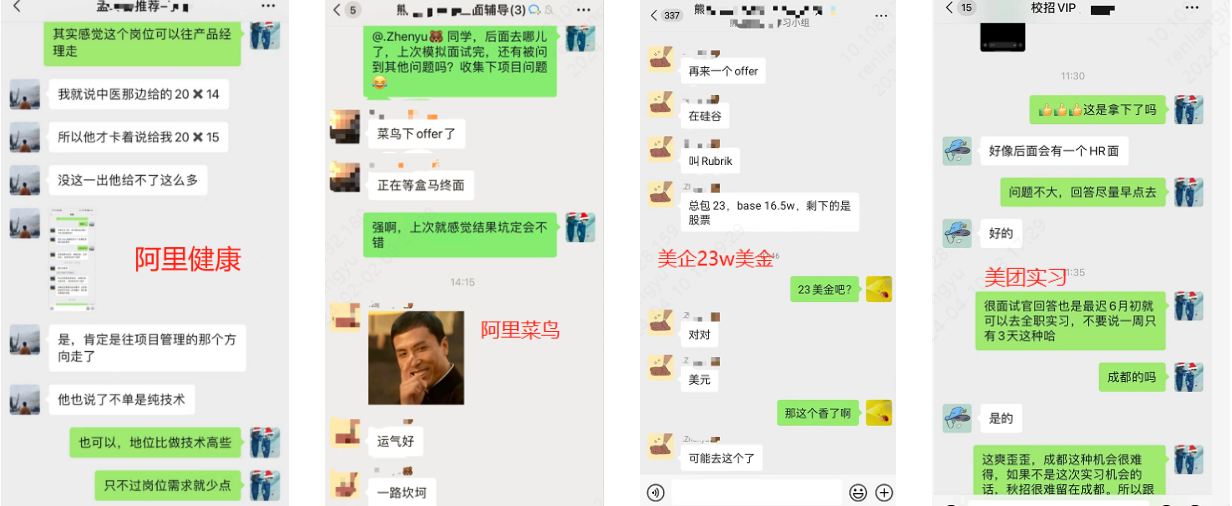 推荐-
其实感觉这个岗位可以往产品经
理走
我就说中医那边给的 20 ✖ 14
所以他才卡着说给我 20 ✖ 15
没这一出他给不了这么多
阿里健康
是，肯定是往项目管理的那个方
向走了
他也说了不单是纯技术
也可以，地位比做技术高些
只不过岗位需求就少点
5
熊
面辅导(3)
@.Zhenyu🐻 同学，后面去哪儿
了，上次模拟面试完，还有被问
到其他问题吗？收集下项目问题
😂
菜鸟下 offer 了
正在等盒马终面
强啊，上次就感觉结果坑定会不
错
14:15
阿里菜鸟
运气好
一路坎坷
337
熊
习小组
再来一个 offer
在硅谷
叫 Rubrik
总包 23，base 16.5w，剩下的是
股票
美企23w美金
23 美金吧？
对对
美元
那这个香了啊
可能去这个了
15
校招 VIP
11:30
👍👍👍这是拿下了吗
好像后面会有一个 HR 面
问题不大，回答尽量早点去
好的
美团实习
:35
很面试官回答也是最迟 6 月初就
可以去全职实习，不要说一周只
有 3 天这种哈
成都的吗
是的
这爽歪歪，成都这种机会很难
得，如果不是这次实习机会的
话，秋招很难留在成都。所以跟